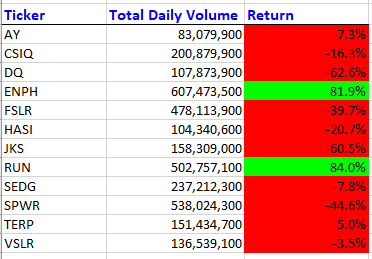 Ticker Total Daily Volume Return
AY 83,079,900 -7.3%
CSIQ 200,879,900 -16.3%
DQ 107,873,900 -62.6%
ENPH 607,473,500 81.9%
FSLR 478,113,900 -39.7%
HASI 104,340,600 -20.7%
JKS 158,309,000 -60.5%
RUN 502,757,100 84.0%
SEDG 237,212,300 -7.8%
SPWR 538,024,300 -44.6%
TERP 151,434,700 -5.0%
VSLR 136,539,100 -3.5%